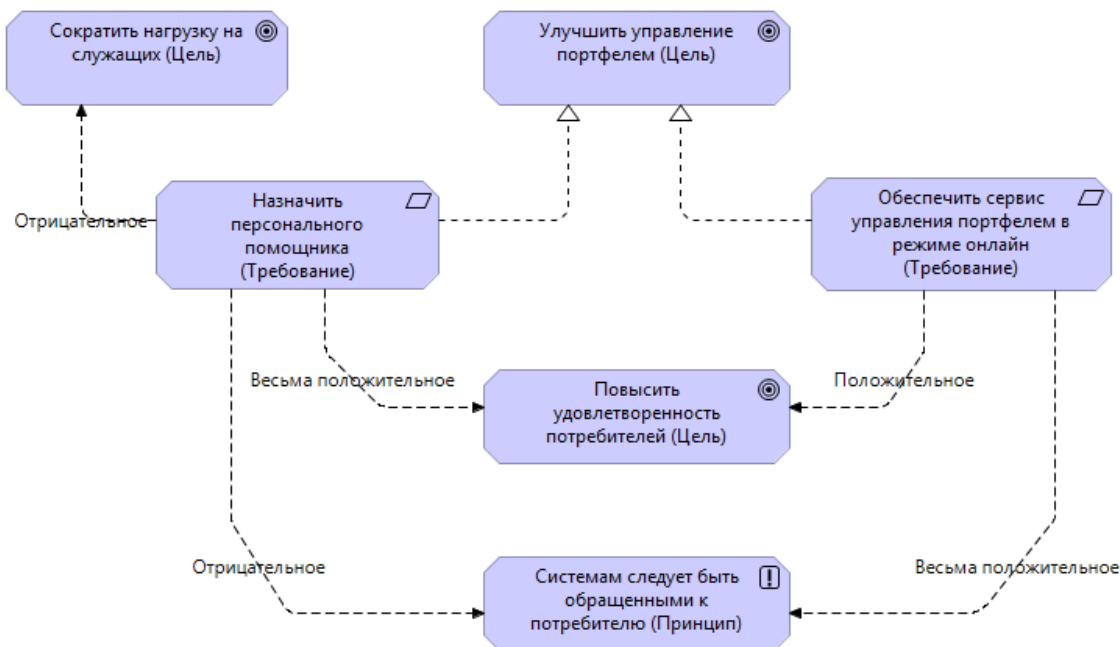 Сократить нагрузку на
служащих (Цель)
Улучшить управление
портфелем (Цель)
Отрицательное
Назначить
персонального
помощника
(Требование)
Обеспечить сервис
управления портфелем в
режиме онлайн
(Требование)
Весьма положительное
Повысить
удовлетворенность
потребителей (Цель)
Положительное
Отрицательное
Системам следует быть
обращенными к
потребителю (Принцип)
Весьма положительное